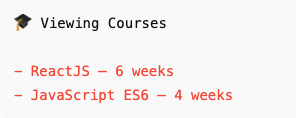 🎓 Viewing Courses
- ReactJS – 6 weeks
- JavaScript ES6 – 4 weeks